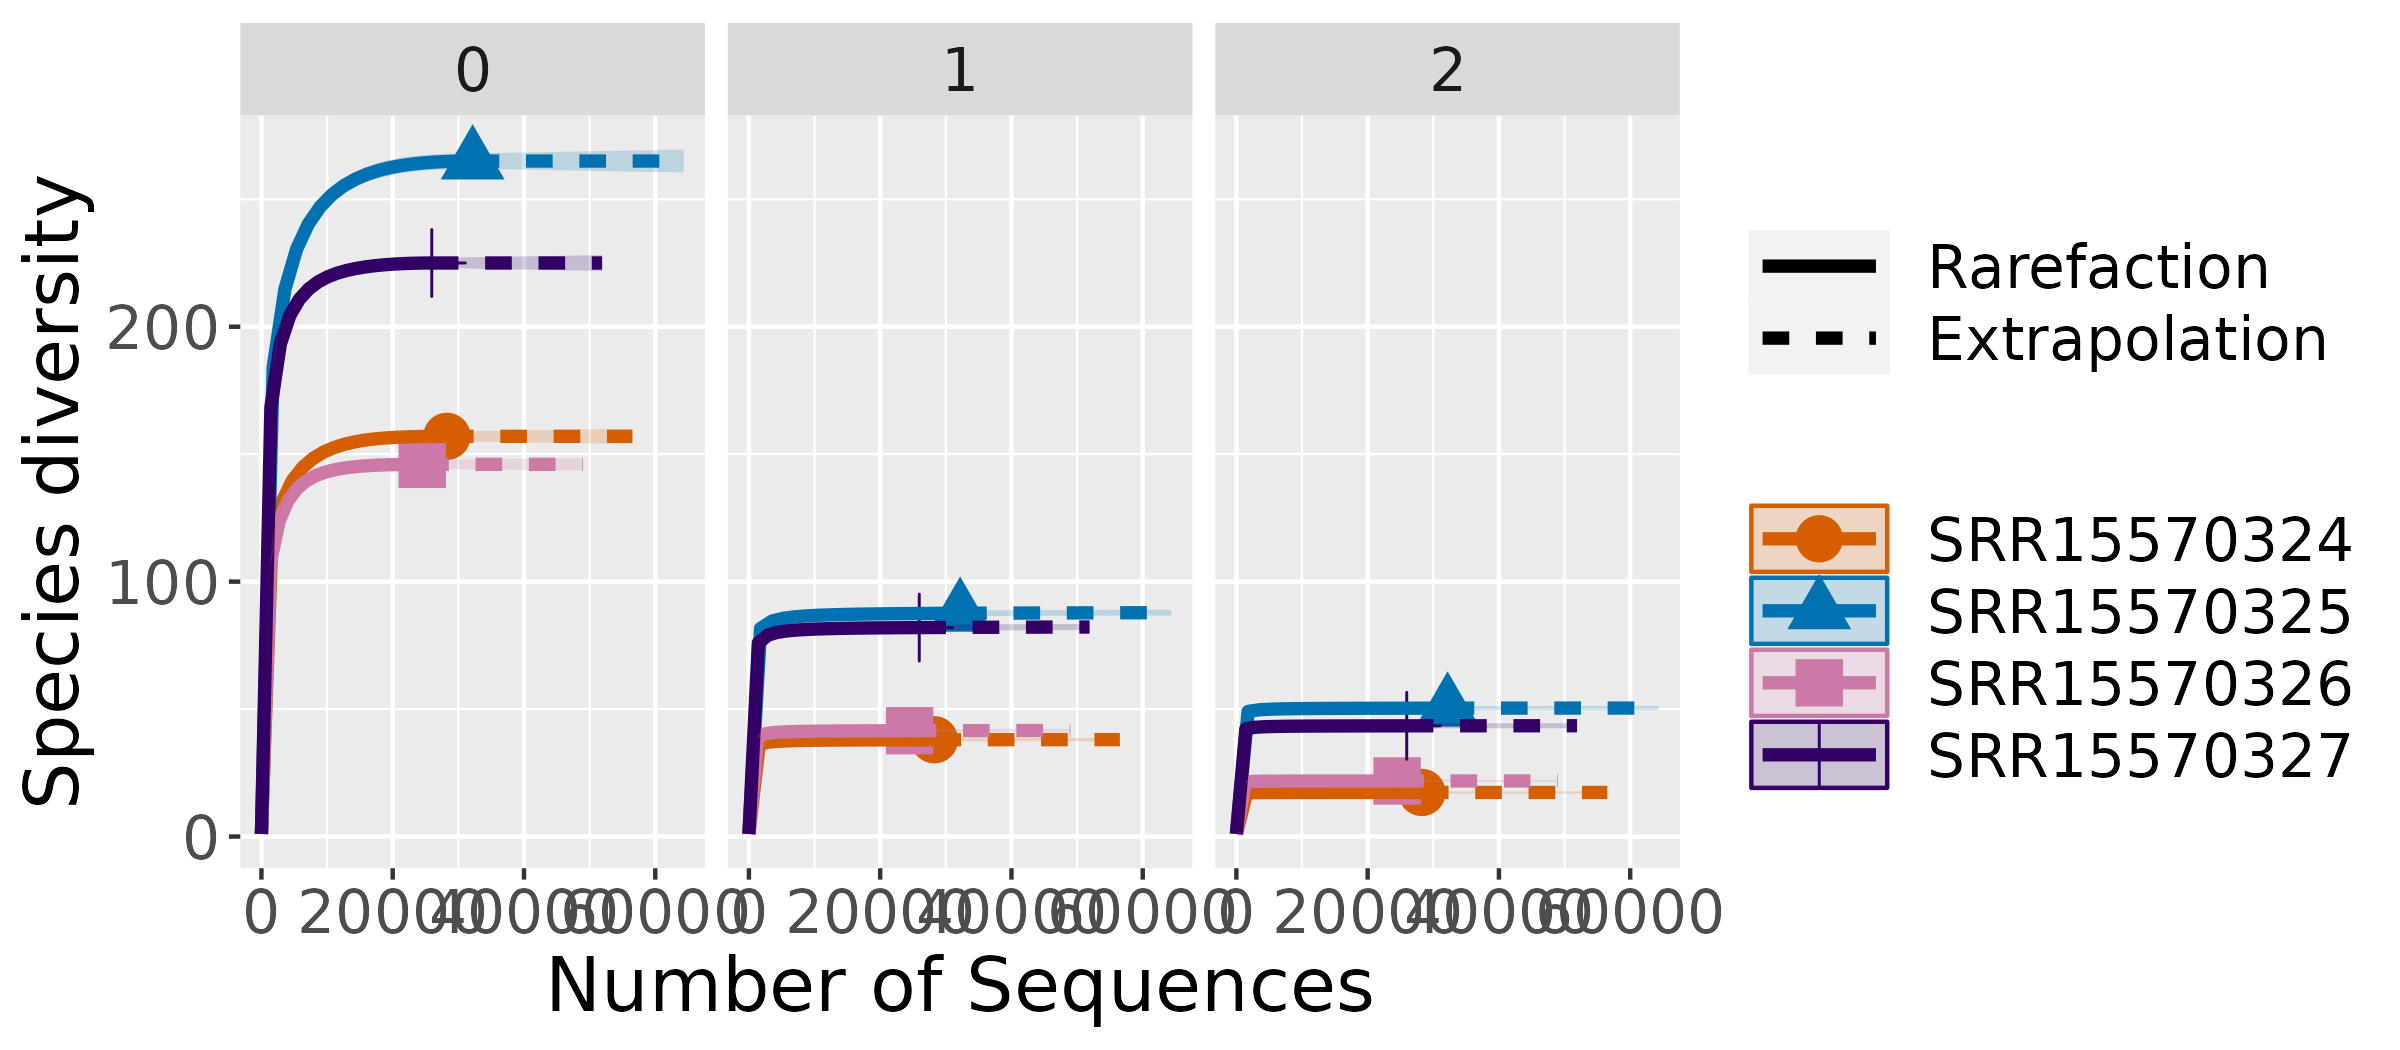 0 1 2
Species diversity
200
100
0
0 20000 40000 60000 0 20000 40000 60000 0 20000 40000 60000
Number of Sequences
Rarefaction
Extrapolation
SRR15570324
SRR15570325
SRR15570326
SRR15570327